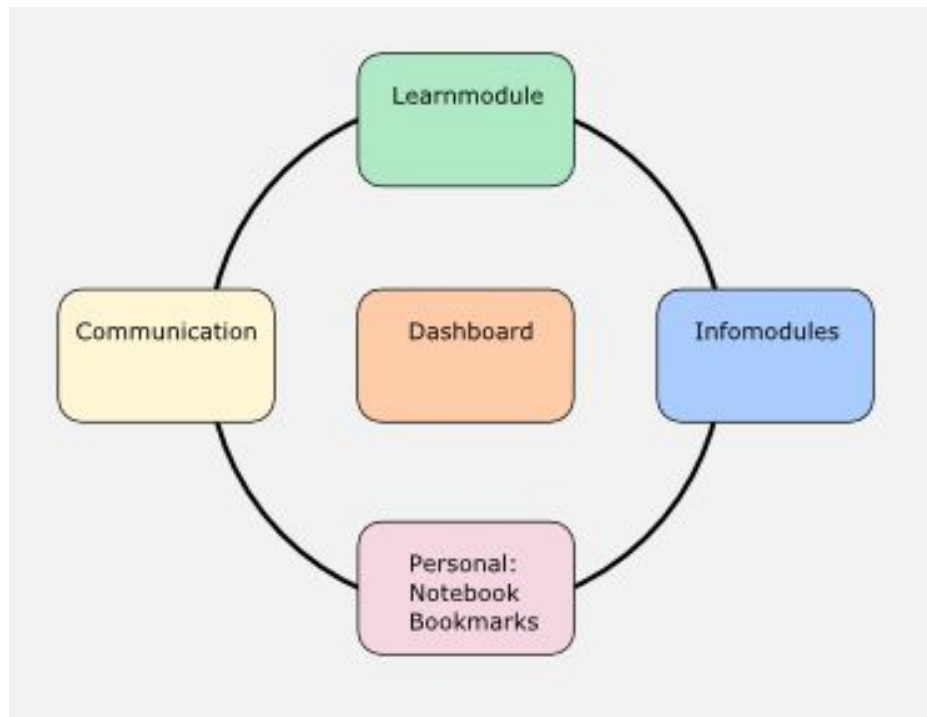 Learnmodule
Communication
Dashboard
Infomodules
Personal:
Notebook
Bookmarks